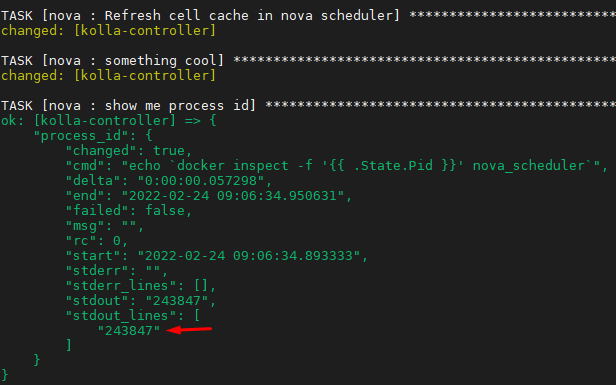 TASK [nova : Refresh cell cache in nova scheduler] **************************
changed: [kolla-controller]
TASK [nova : something cool] ************************************************
changed: [kolla-controller]
TASK [nova : show me process id] ********************************************
ok: [kolla-controller] => {
    "process_id": {
        "changed": true,
        "cmd": "echo `docker inspect -f '{{ .State.Pid }}' nova_scheduler`",
        "delta": "0:00:00.057298",
        "end": "2022-02-24 09:06:34.950631",
        "failed": false,
        "msg": "",
        "rc": 0,
        "start": "2022-02-24 09:06:34.893333",
        "stderr": "",
        "stderr_lines": [],
        "stdout": "243847",
        "stdout_lines": [
            "243847"
        ]
    }
}